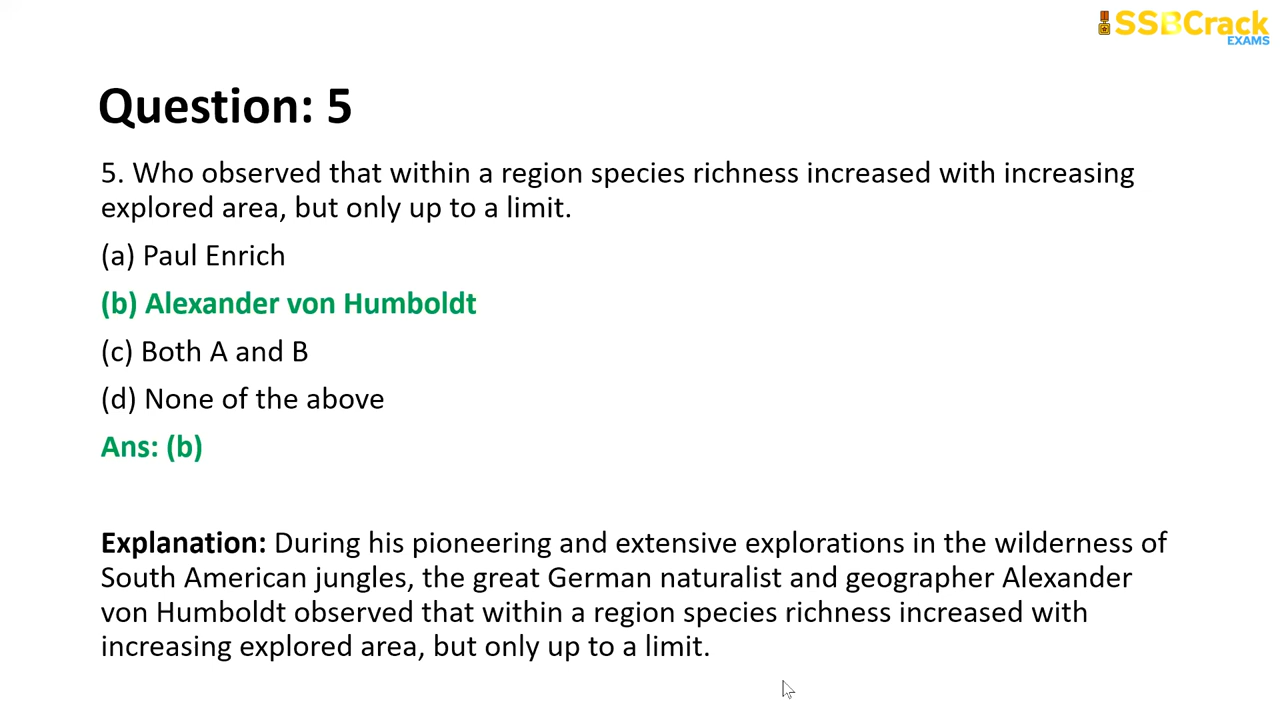 SSBCrack
EXAMS
Question: 5
5. Who observed that within a region species richness increased with increasing
explored area, but only up to a limit.
(a) Paul Enrich
(b) Alexander von Humboldt
(c) Both A and B
(d) None of the above
Ans: (b)
Explanation: During his pioneering and extensive explorations in the wilderness of
South American jungles, the great German naturalist and geographer Alexander
von Humboldt observed that within a region species richness increased with
increasing explored area, but only up to a limit.